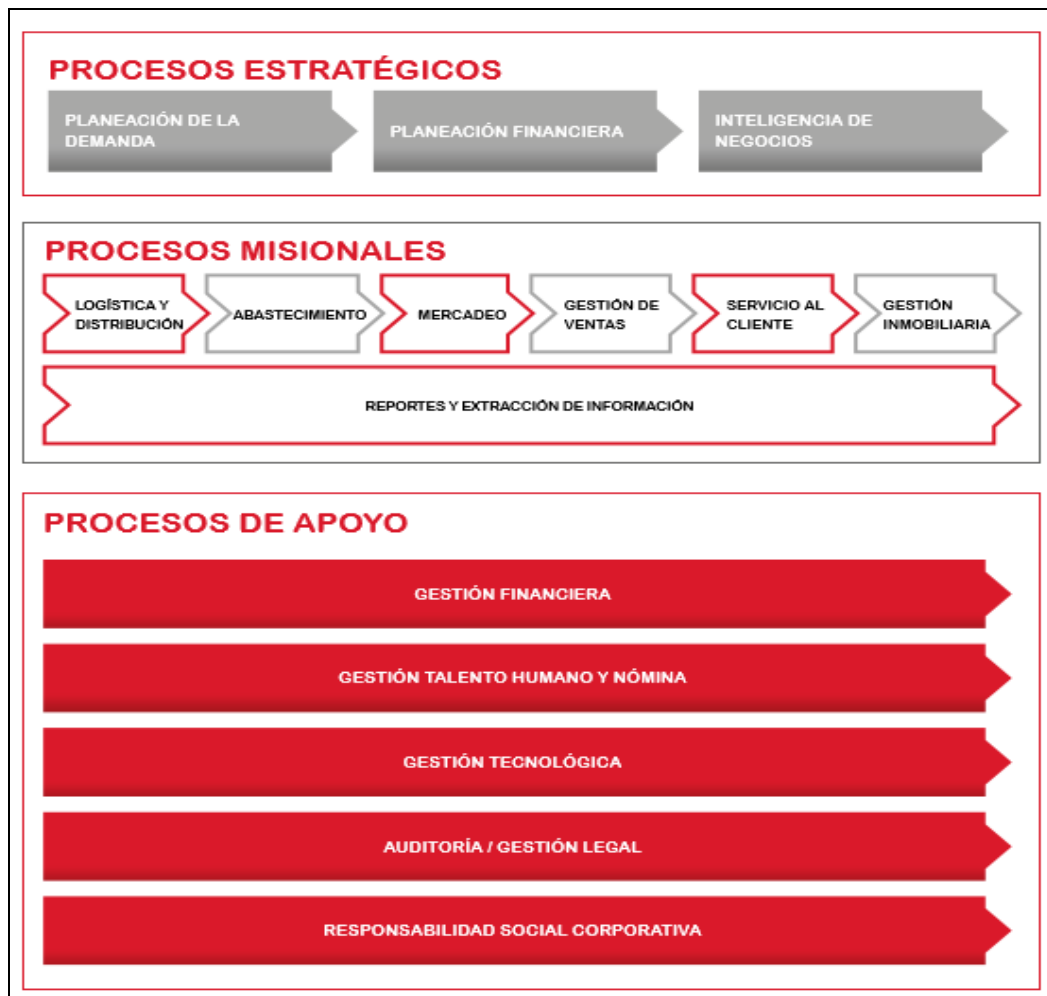 PROCESOS ESTRATÉGICOS
PLANEACIÓN DE LA
DEMANDA
PLANEACIÓN FINANCIERA
INTELIGENCIA DE
NEGOCIOS
PROCESOS MISIONALES
LOGÍSTICA Y
DISTRIBUCIÓN
ABASTECIMIENTO
MERCADEO
GESTIÓN DE
VENTAS
SERVICIO AL
CLIENTE
GESTIÓN
INMOBILIARIA
REPORTES Y EXTRACCIÓN DE INFORMACIÓN
PROCESOS DE APOYO
GESTIÓN FINANCIERA
GESTIÓN TALENTO HUMANO Y NÓMINA
GESTIÓN TECNOLÓGICA
AUDITORÍA / GESTIÓN LEGAL
RESPONSABILIDAD SOCIAL CORPORATIVA